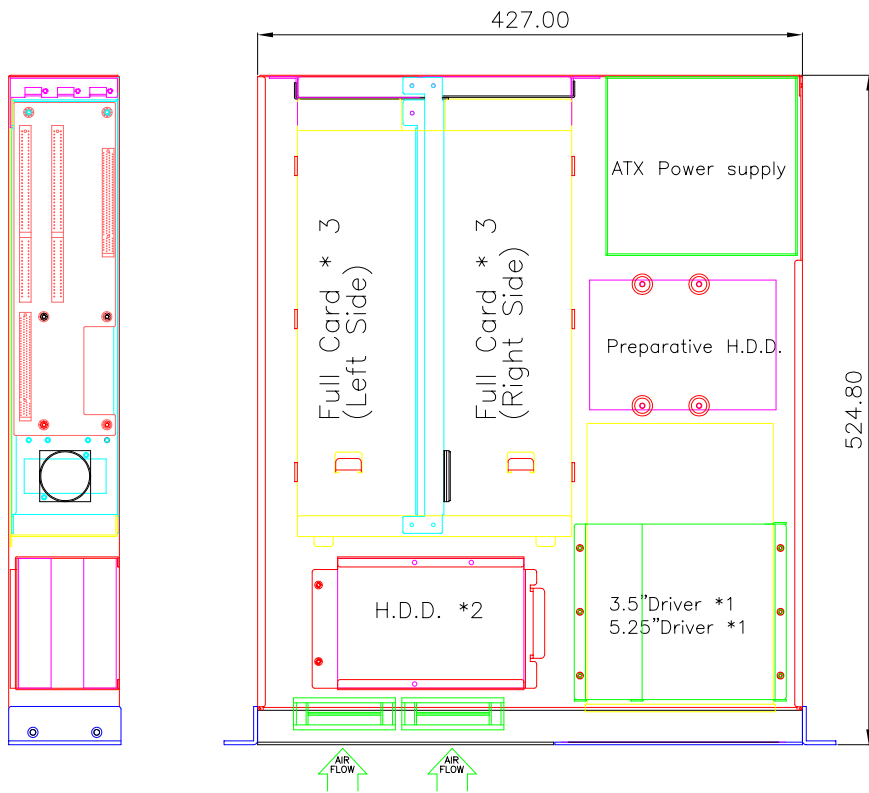 427.00
ATX Power supply
Full Card * 3
(Left Side)
Full Card * 3
(Right Side)
Preparative H.D.D.
524.80
H.D.D. *2
3.5"Driver *1
5.25"Driver *1
AIR
FLOW
AIR
FLOW